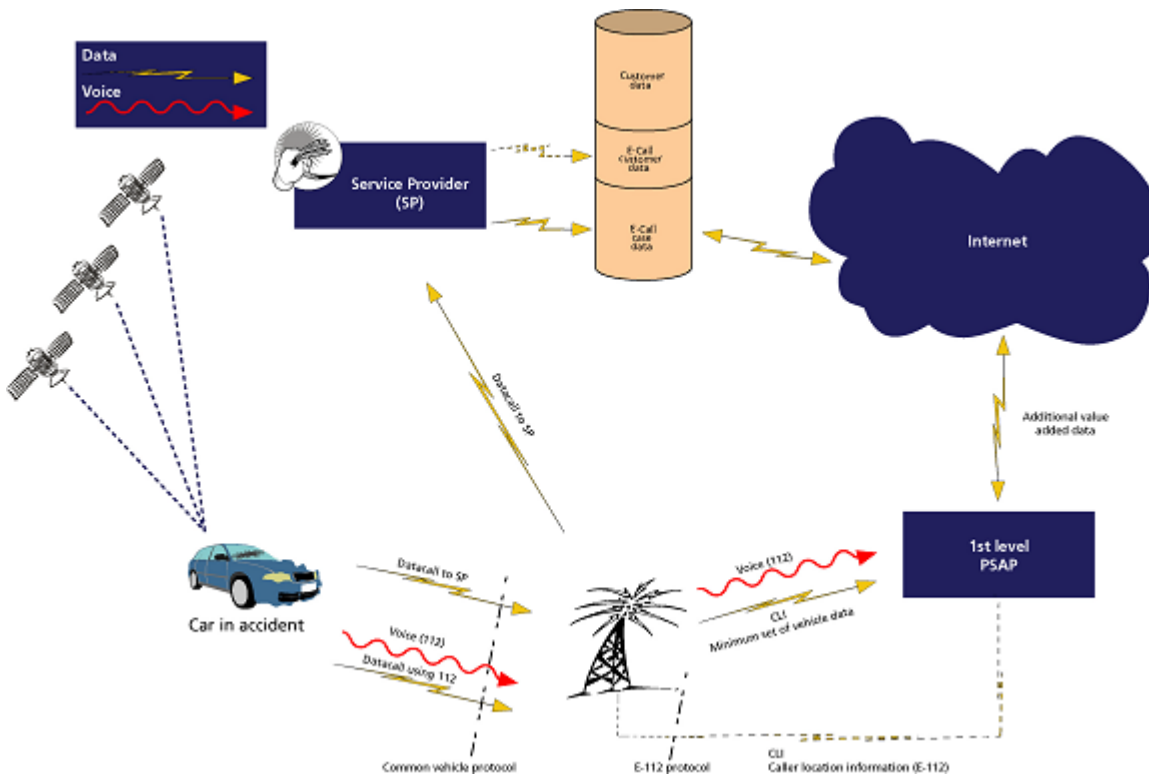 Data
Voice
Customer
data
E-Call
Customer
data
E-Call
case
data
Service Provider
(SP)
Internet
Datacall to SP
Additional value
added data
1st level
PSAP
Car in accident
Datacall to SP
Voice (112)
Datacall using 112
Voice (112)
CLI
Minimum set of vehicle data
Common vehicle protocol
E-112 protocol
CLI
Caller location information (E-112)